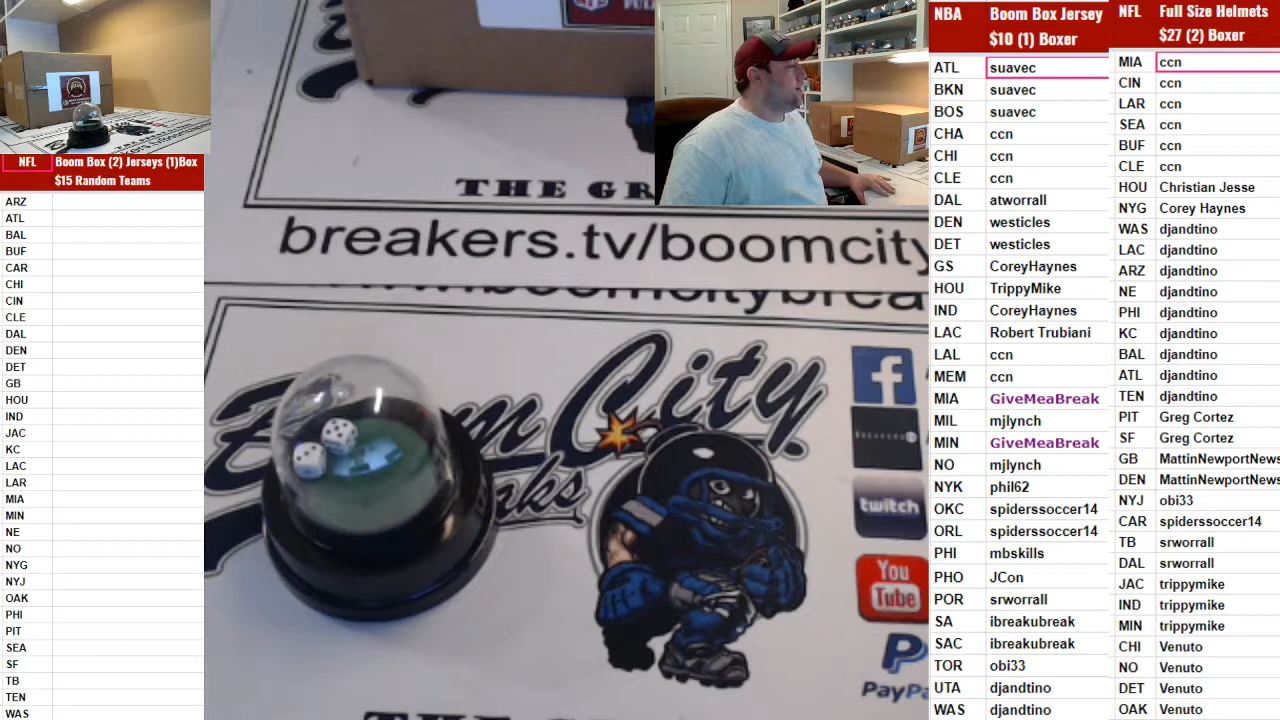 NFL Boom Box (2) Jerseys (1)Box
$15 Random Teams
ARZ
ATL
BAL
BUF
CAR
CHI
CIN
CLE
DAL
DEN
DET
GB
HOU
IND
JAC
KC
LAC
LAR
MIA
MIN
NE
NO
NYG
NYJ
OAK
PHI
PIT
SEA
SF
TB
TEN
WAS
THE GR
breakers.tv/boomcity
www.boomcitybrea
Boom City
twitch
You
Tube
PayPa
NBA Boom Box Jersey
$10 (1) Boxer
ATL suavec
BKN suavec
BOS suavec
CHA ccn
CHI ccn
CLE ccn
DAL atworrall
DEN westicles
DET westicles
GS CoreyHaynes
HOU TrippyMike
IND CoreyHaynes
LAC Robert Trubiani
LAL ccn
MEM ccn
MIA GiveMeaBreak
MIL mjlynch
MIN GiveMeaBreak
NO mjlynch
NYK phil62
OKC spiderssoccer14
ORL spiderssoccer14
PHI mbskills
PHO JCon
POR srworrall
SA ibreakubreak
SAC ibreakubreak
TOR obi33
UTA djandtino
WAS djandtino
NFL Full Size Helmets
$27 (2) Boxer
MIA ccn
CIN ccn
LAR ccn
SEA ccn
BUF ccn
CLE ccn
HOU Christian Jesse
NYG Corey Haynes
WAS djandtino
LAC djandtino
ARZ djandtino
NE djandtino
PHI djandtino
KC djandtino
BAL djandtino
ATL djandtino
TEN djandtino
PIT Greg Cortez
SF Greg Cortez
GB MattinNewportNews
DEN MattinNewportNews
NYJ obi33
CAR spiderssoccer14
TB srworrall
DAL srworrall
JAC trippymike
IND trippymike
MIN trippymike
CHI Venuto
NO Venuto
DET Venuto
OAK Venuto